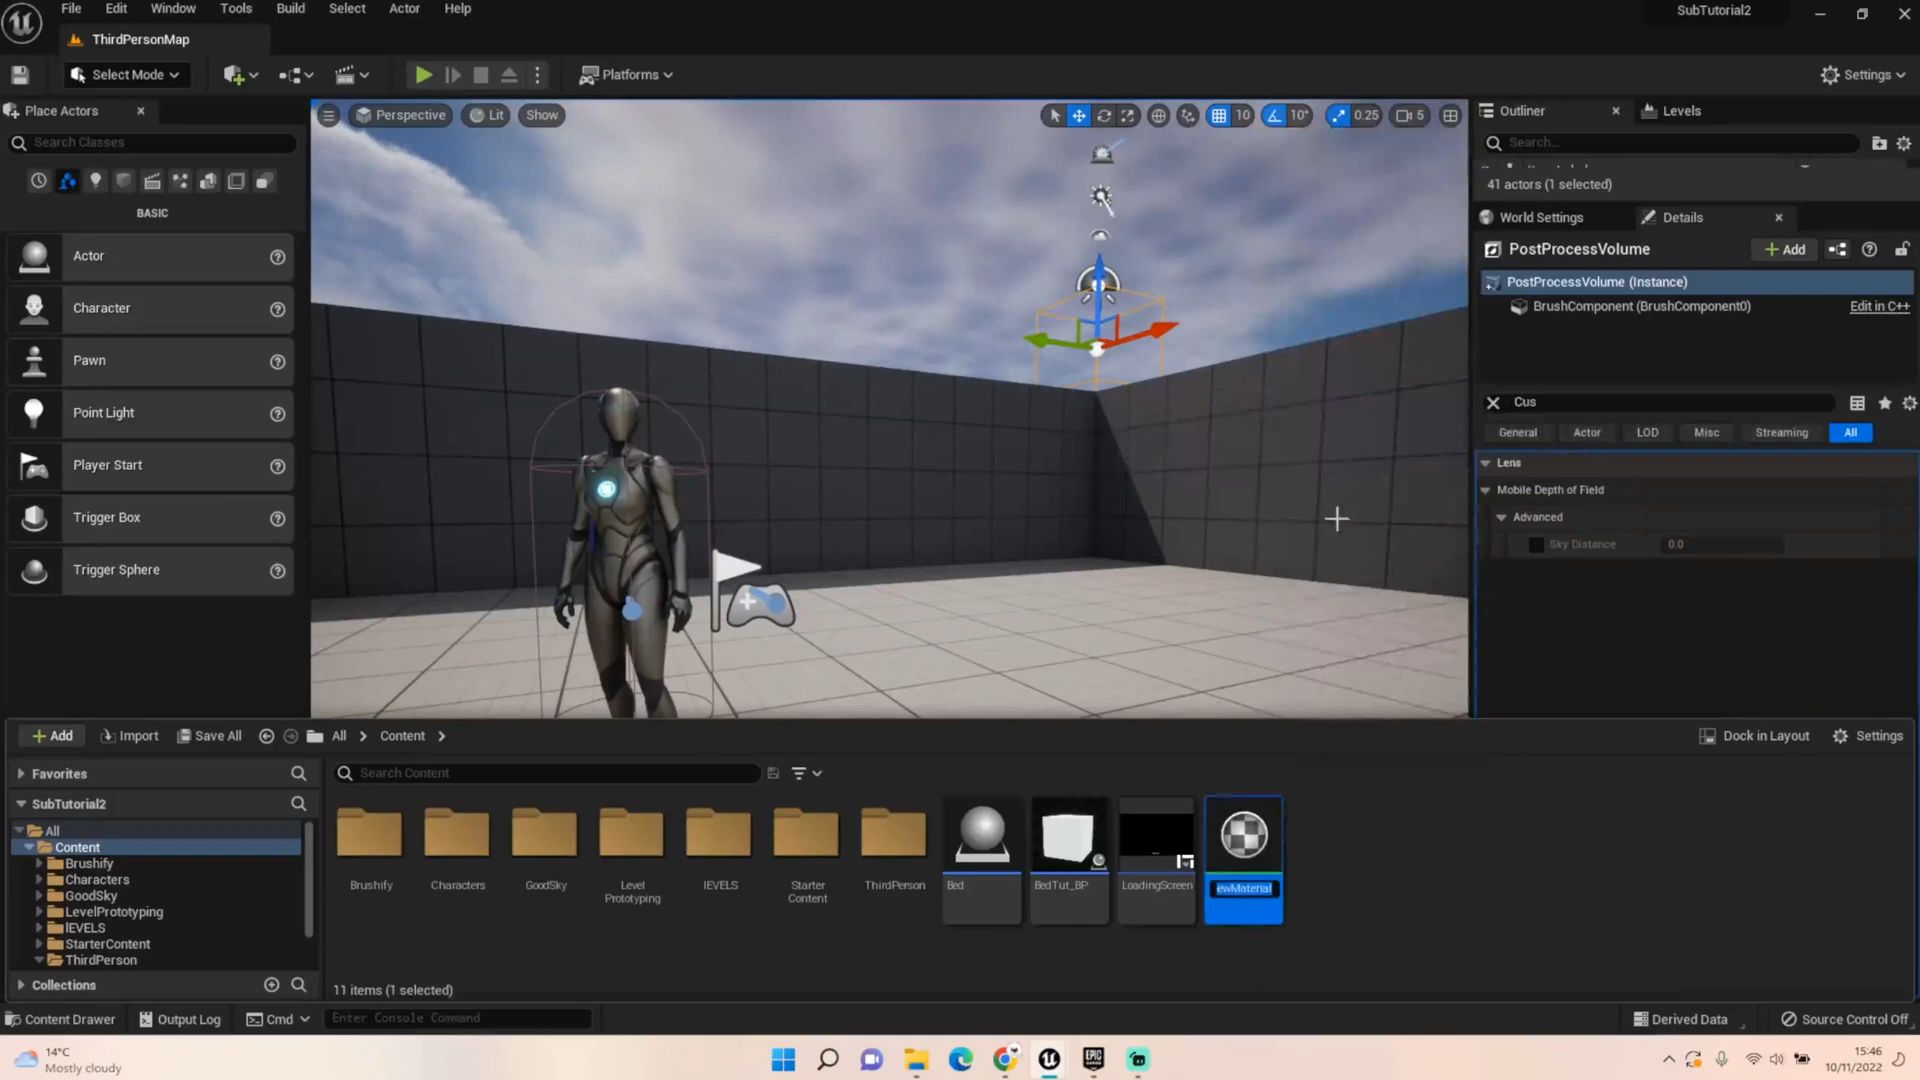 File Edit Window Tools Build Select Actor Help
SubTutorial2
ThirdPersonMap
Select Mode
Platforms
Settings
Place Actors
Search Classes
BASIC
Actor
Character
Pawn
Point Light
Player Start
Trigger Box
Trigger Sphere
Perspective Lit Show
10 10° 0.25 5
Outliner Levels
Search...
41 actors (1 selected)
World Settings Details
PostProcessVolume
Add
PostProcessVolume (Instance)
BrushComponent (BrushComponent0) Edit in C++
Cus
General Actor LOD Misc Streaming All
Lens
Mobile Depth of Field
Advanced
Sky Distance 0.0
Add Import Save All All Content
Dock in Layout Settings
Favorites
SubTutorial2
All
Content
Brushify
Characters
GoodSky
LevelPrototyping
lEVELS
StarterContent
ThirdPerson
Collections
Search Content
Brushify
Characters
GoodSky
Level
Prototyping
lEVELS
Starter
Content
ThirdPerson
Bed
BedTut_BP
LoadingScreen
ewMaterial
11 items (1 selected)
Content Drawer Output Log Cmd Enter Console Command
Derived Data Source Control Off
14°C
Mostly cloudy
EPIC
15:46
10/11/2022